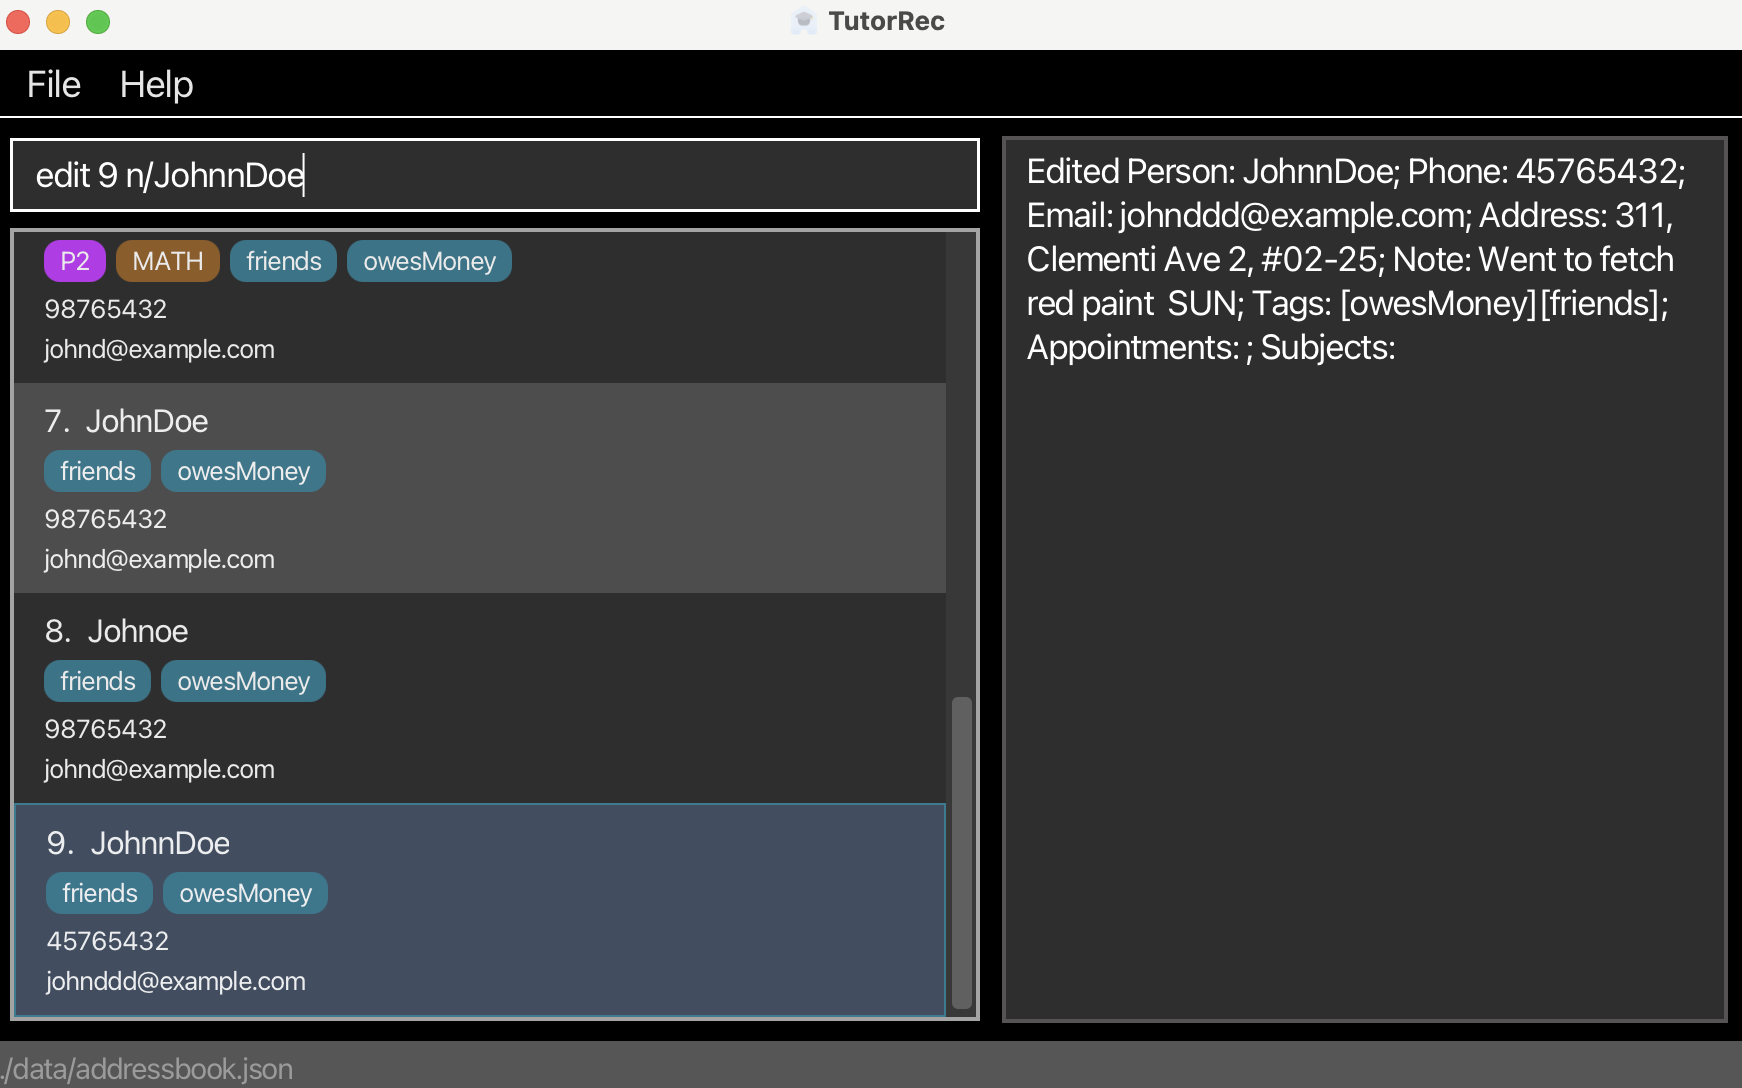 TutorRec
File Help
edit 9 n/JohnnDoe
P2 MATH friends owesMoney
98765432
johnd@example.com
7. JohnDoe
friends owesMoney
98765432
johnd@example.com
8. Johnoe
friends owesMoney
98765432
johnd@example.com
9. JohnnDoe
friends owesMoney
45765432
johnddd@example.com
Edited Person: JohnnDoe; Phone: 45765432;
Email: johnddd@example.com; Address: 311,
Clementi Ave 2, #02-25; Note: Went to fetch
red paint  SUN; Tags: [owesMoney][friends];
Appointments: ; Subjects:
./data/addressbook.json